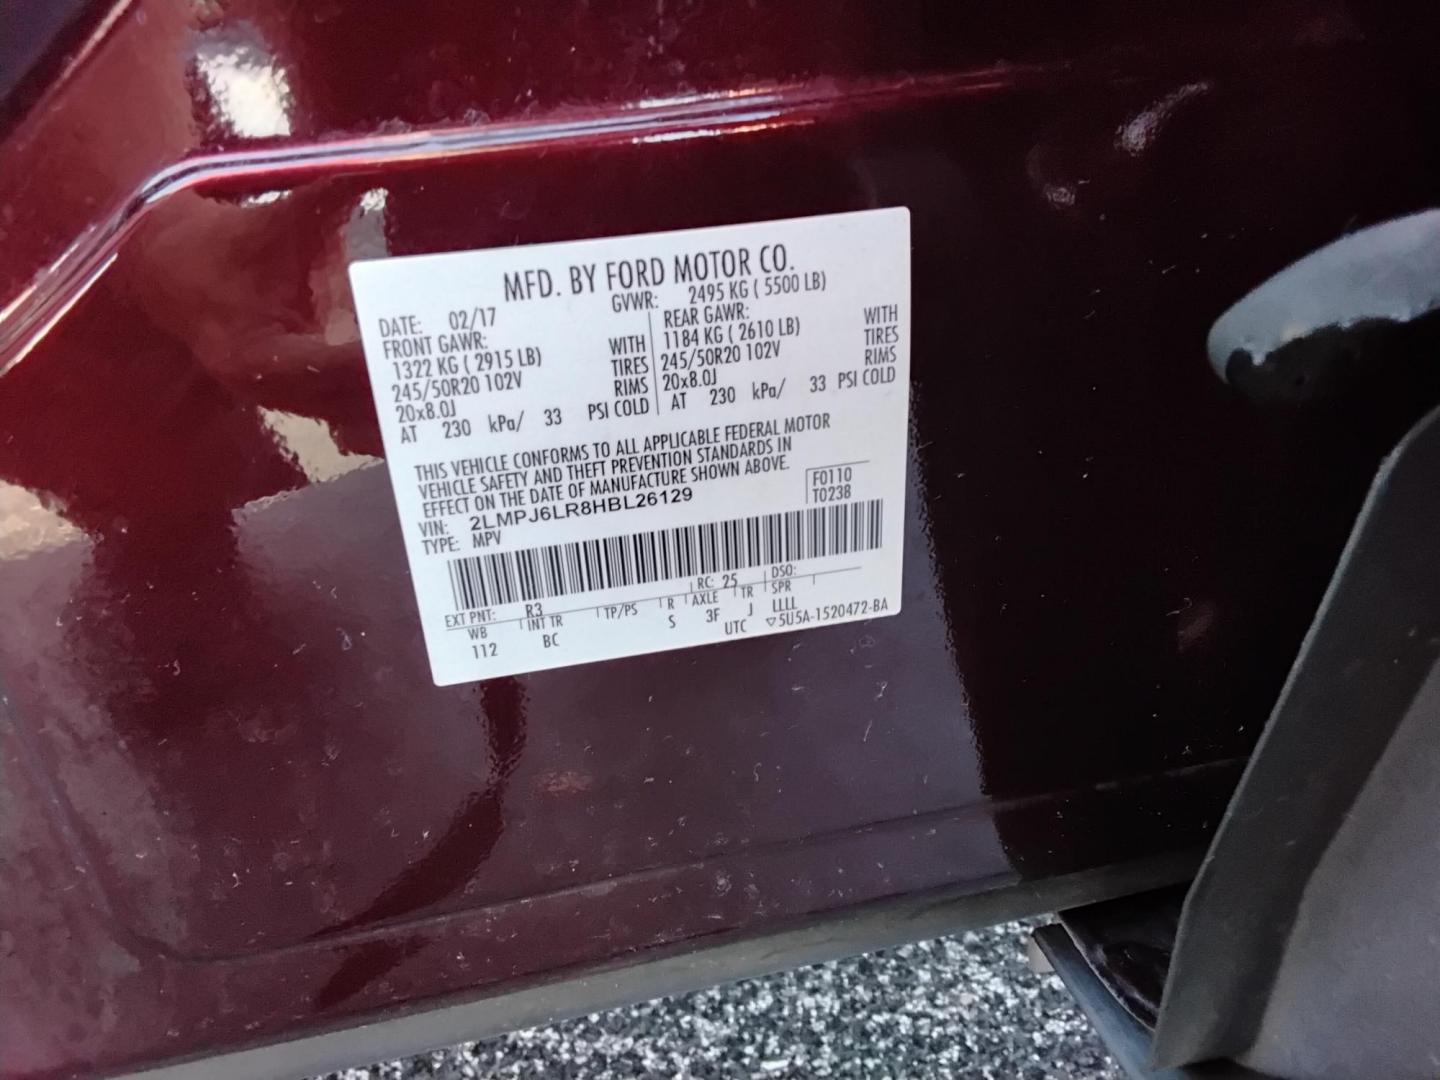 MFD. BY FORD MOTOR CO.
DATE: 02/17 GVWR: 2495 KG ( 5500 LB)
FRONT GAWR: REAR GAWR:
1322 KG ( 2915 LB) WITH 1184 KG ( 2610 LB) WITH
245/50R20 102V TIRES 245/50R20 102V TIRES
20x8.0J RIMS 20x8.0J RIMS
AT 230 kPa/ 33 PSI COLD AT 230 kPa/ 33 PSI COLD
THIS VEHICLE CONFORMS TO ALL APPLICABLE FEDERAL MOTOR
VEHICLE SAFETY AND THEFT PREVENTION STANDARDS IN
EFFECT ON THE DATE OF MANUFACTURE SHOWN ABOVE.
F0110
VIN: 2LMPJ6LR8HBL26129 T0238
TYPE: MPV
EXT PNT: R3 RC: 25 DSO:
WB INT TR TP/PS R AXLE TR SPR
112 BC S 3F J LLLL
UTC ▽5U5A-1520472-BA